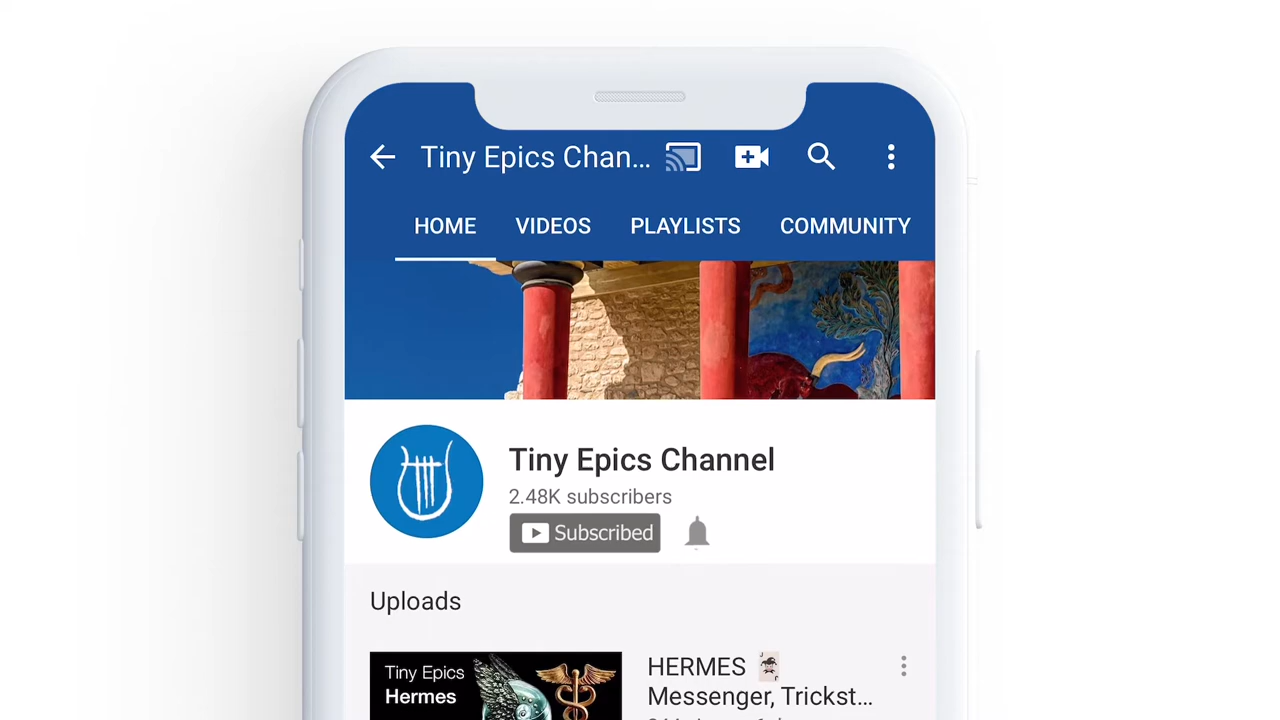 Tiny Epics Chan...
HOME VIDEOS PLAYLISTS COMMUNITY
Tiny Epics Channel
2.48K subscribers
Subscribed
Uploads
Tiny Epics
Hermes
HERMES
Messenger, Trickst...